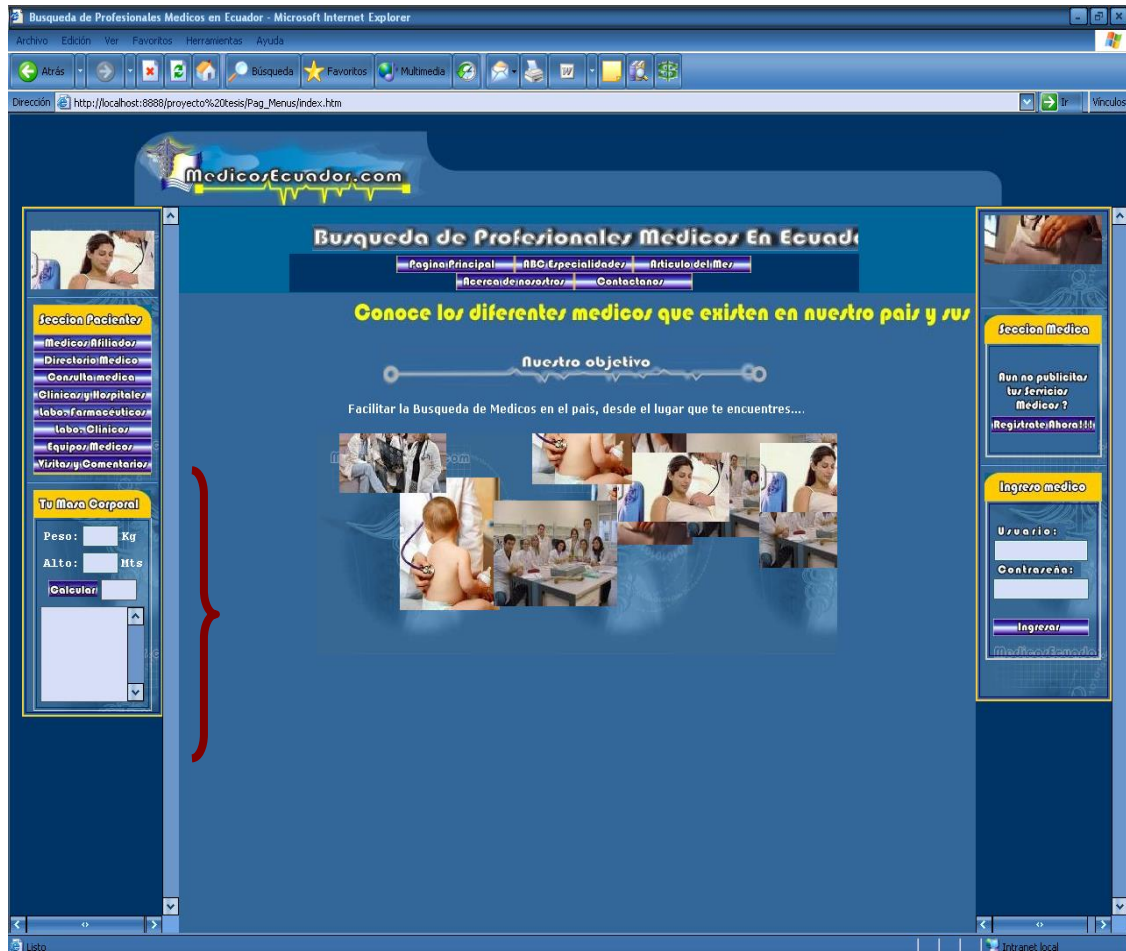 Busqueda de Profesionales Medicos en Ecuador - Microsoft Internet Explorer
Archivo Edición Ver Favoritos Herramientas Ayuda
Atrás Búsqueda Favoritos Multimedia W
Dirección http://localhost:8888/proyecto%20tesis/Pag_Menus/index.htm Ir Vínculos
MedicosEcuador.com
Busqueda de Profesionales Médicos En Ecuad
Pagina Principal ABC Especialidades Articulo del Mes
Acerca de nosrotros Contactanos
Conoce los diferentes medicos que existen en nuestro pais y sus
Nuestro objetivo
Facilitar la Busqueda de Medicos en el pais, desde el lugar que te encuentres....
Seccion Pacientes
Medicos Afiliados
Directorio Medico
Consulta medica
Clinicas y Hospitales
Labo. Farmaceuticos
Labo. Clinicos
Equipos Medicos
Visitas y Comentarios
Tu Masa Corporal
Peso: Kg
Alto: Mts
Calcular
Seccion Medica
Aun no publicitas
tus Servicios
Médicos ?
Registrate Ahora!!!
Ingreso medico
Usuario:
Contraseña:
Ingresar
MedicosEcuador
Listo
Intranet local